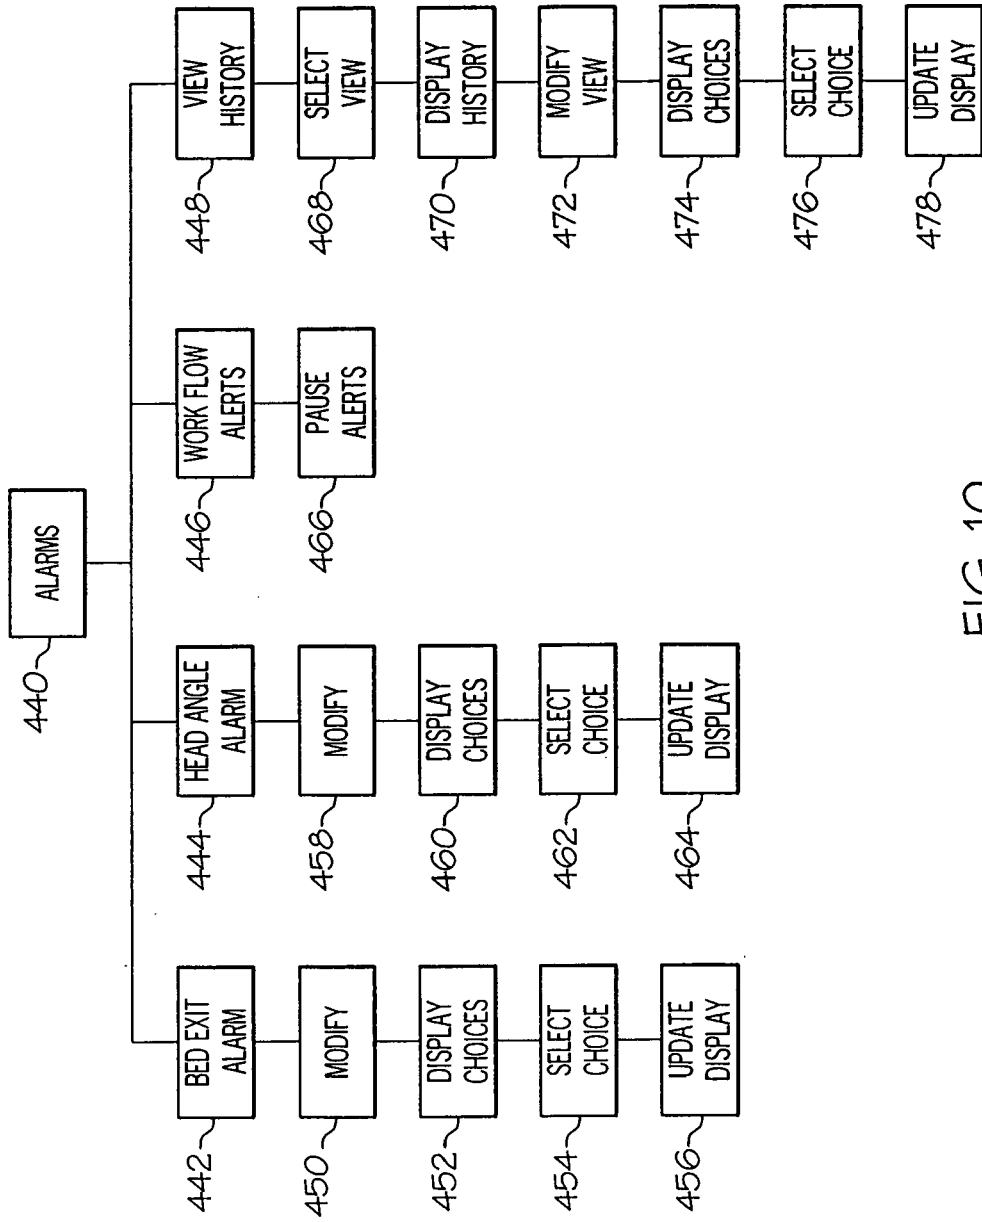 440
ALARMS
442
BED EXIT
ALARM
450
MODIFY
452
DISPLAY
CHOICES
454
SELECT
CHOICE
456
UPDATE
DISPLAY
444
HEAD ANGLE
ALARM
458
MODIFY
460
DISPLAY
CHOICES
462
SELECT
CHOICE
464
UPDATE
DISPLAY
446
WORK FLOW
ALERTS
466
PAUSE
ALERTS
448
VIEW
HISTORY
468
SELECT
VIEW
470
DISPLAY
HISTORY
472
MODIFY
VIEW
474
DISPLAY
CHOICES
476
SELECT
CHOICE
478
UPDATE
DISPLAY
FIG. 10